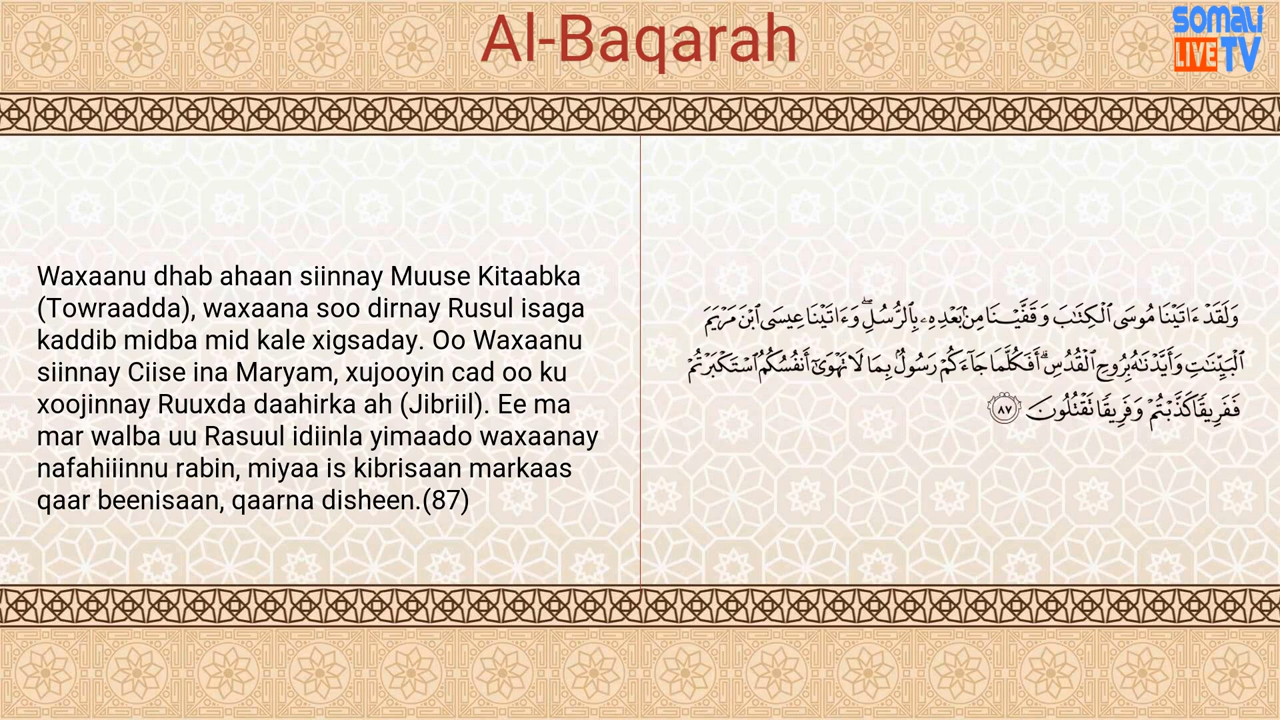 Al-Baqarah
somali
LIVE TV
Waxaanu dhab ahaan siinnay Muuse Kitaabka
(Towraadda), waxaana soo dirnay Rusul isaga
kaddib midba mid kale xigsaday. Oo Waxaanu
siinnay Ciise ina Maryam, xujooyin cad oo ku
xoojinnay Ruuxda daahirka ah (Jibriil). Ee ma
mar walba uu Rasuul idiinla yimaado waxaanay
nafahiiinnu rabin, miyaa is kibrisaan markaas
qaar beenisaan, qaarna disheen.(87)
وَلَقَدْ ءَاتَيْنَا مُوسَى ٱلْكِتَٰبَ وَقَفَّيْنَا مِنۢ بَعْدِهِۦ بِٱلرُّسُلِ ۖ وَءَاتَيْنَا عِيسَى ٱبْنَ مَرْيَمَ
ٱلْبَيِّنَٰتِ وَأَيَّدْنَٰهُ بِرُوحِ ٱلْقُدُسِ ۗ أَفَكُلَّمَا جَآءَكُمْ رَسُولٌۢ بِمَا لَا تَهْوَىٰٓ أَنفُسُكُمُ ٱسْتَكْبَرْتُمْ
فَفَرِيقًا كَذَّبْتُمْ وَفَرِيقًا تَقْتُلُونَ ٨٧